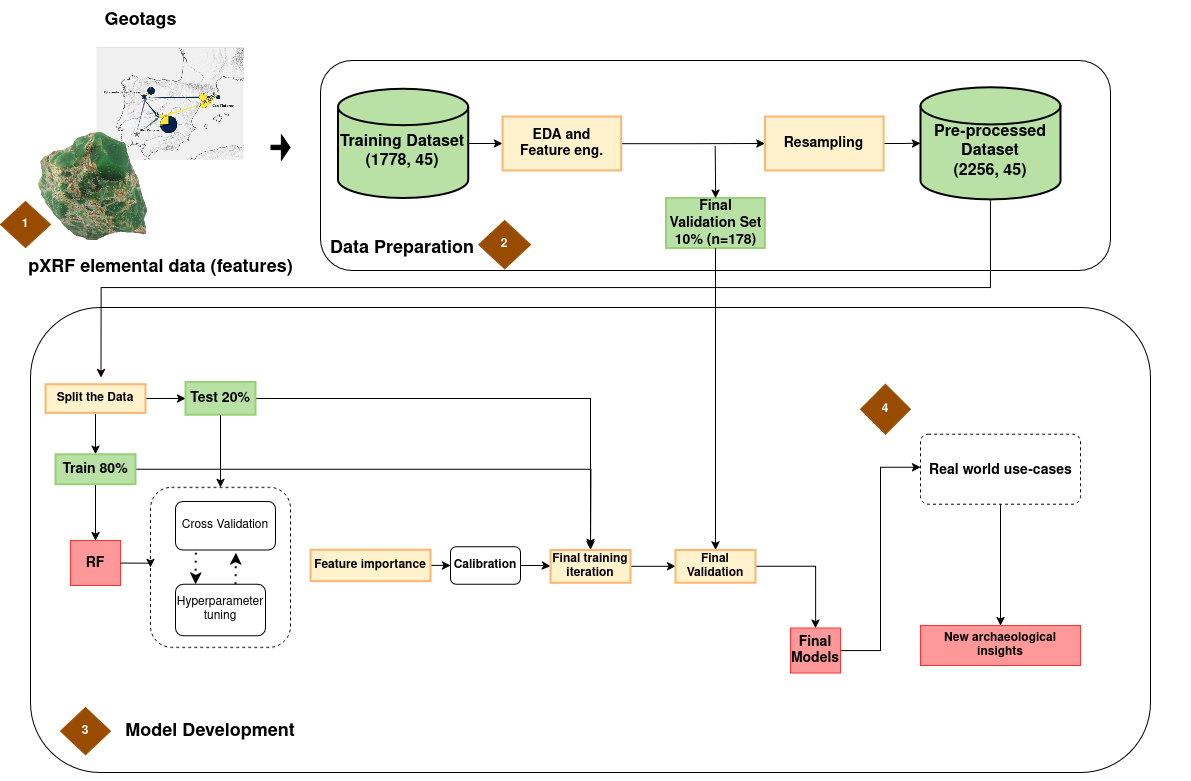 Geotags
1
pXRF elemental data (features)
Training Dataset
(1778, 45)
EDA and
Feature eng.
Resampling
Pre-processed
Dataset
(2256, 45)
Final
Validation Set
10% (n=178)
Data Preparation
2
Split the Data
Test 20%
Train 80%
RF
Cross Validation
Hyperparameter
tuning
Feature importance
Calibration
Final training
iteration
Final
Validation
Final
Models
4
Real world use-cases
New archaeological
insights
3
Model Development